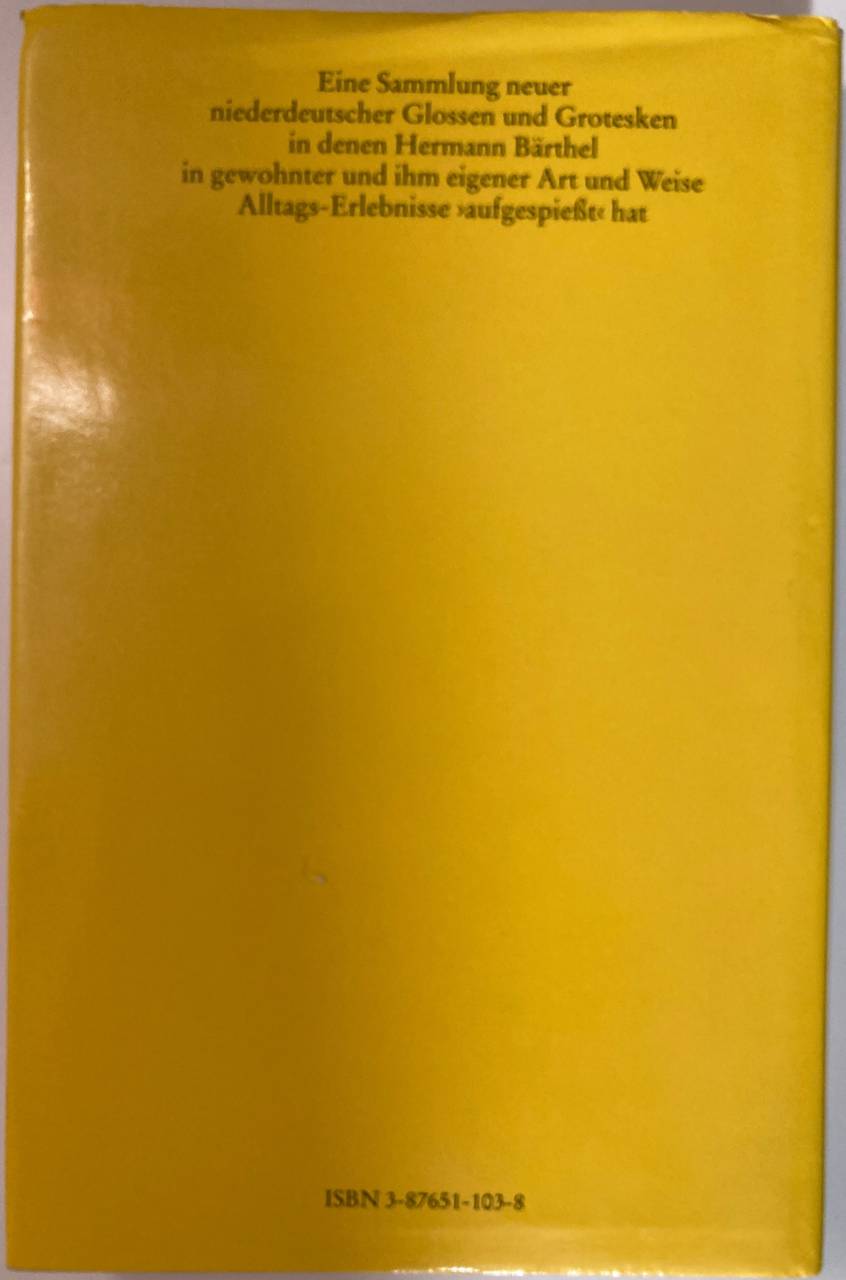 Eine Sammlung neuer
niederdeutscher Glossen und Grotesken
in denen Hermann Bärthel
in gewohnter und ihm eigener Art und Weise
Alltags-Erlebnisse ›aufgespießt‹ hat
ISBN 3-87651-103-8